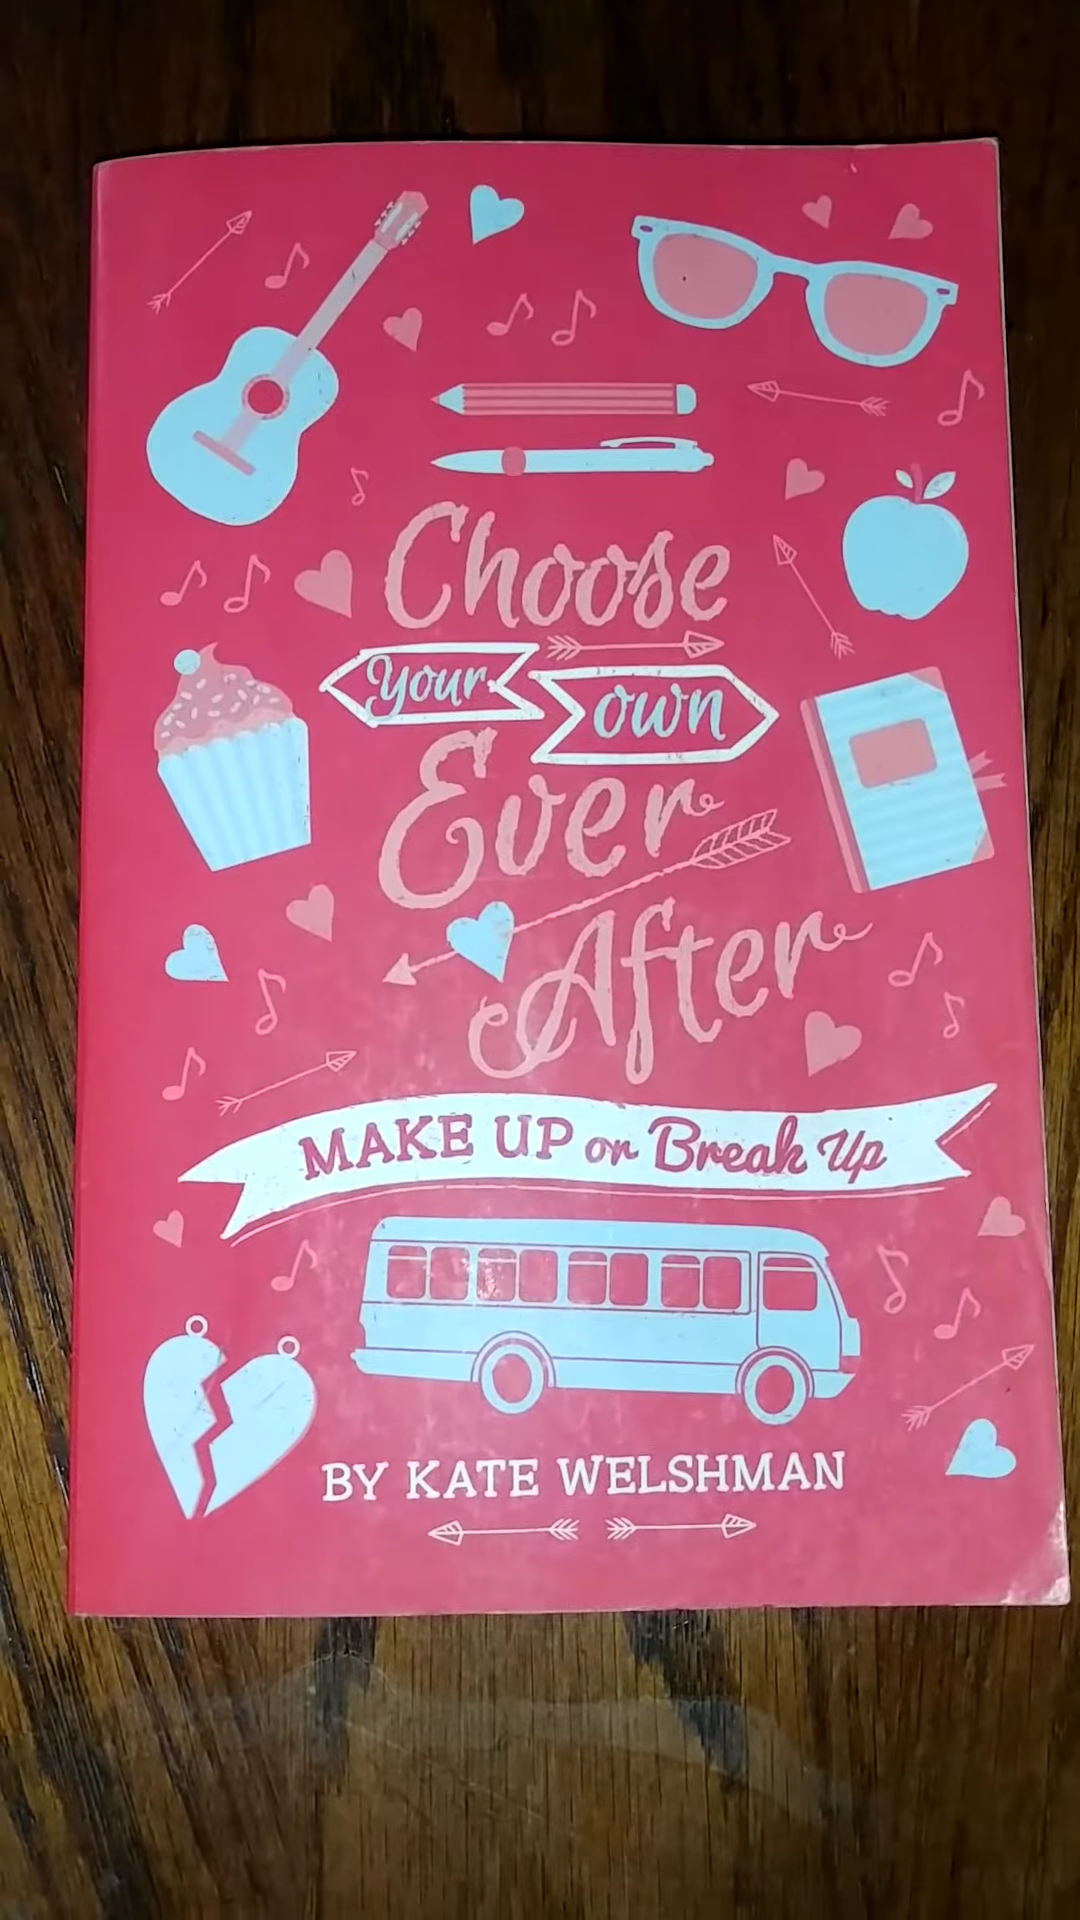 Choose
Your own
Ever
After
MAKE UP or Break Up
BY KATE WELSHMAN